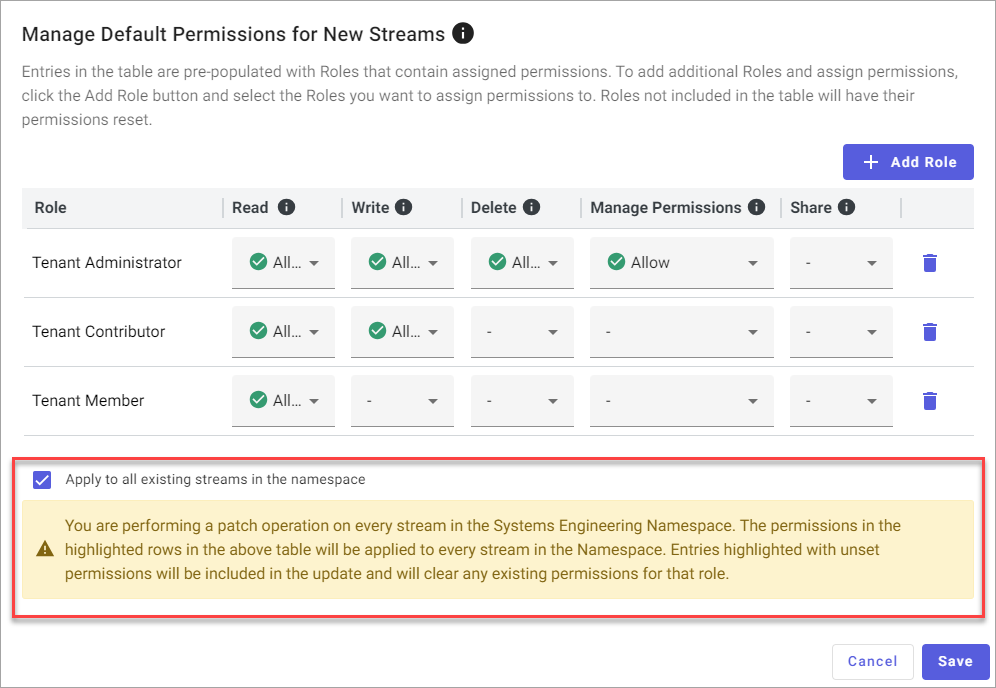 Manage Default Permissions for New Streams
Entries in the table are pre-populated with Roles that contain assigned permissions. To add additional Roles and assign permissions,
click the Add Role button and select the Roles you want to assign permissions to. Roles not included in the table will have their
permissions reset.
+ Add Role
Role Read Write Delete Manage Permissions Share
Tenant Administrator All... All... All... Allow -
Tenant Contributor All... All... - - -
Tenant Member All... - - - -
Apply to all existing streams in the namespace
You are performing a patch operation on every stream in the Systems Engineering Namespace. The permissions in the
highlighted rows in the above table will be applied to every stream in the Namespace. Entries highlighted with unset
permissions will be included in the update and will clear any existing permissions for that role.
Cancel Save